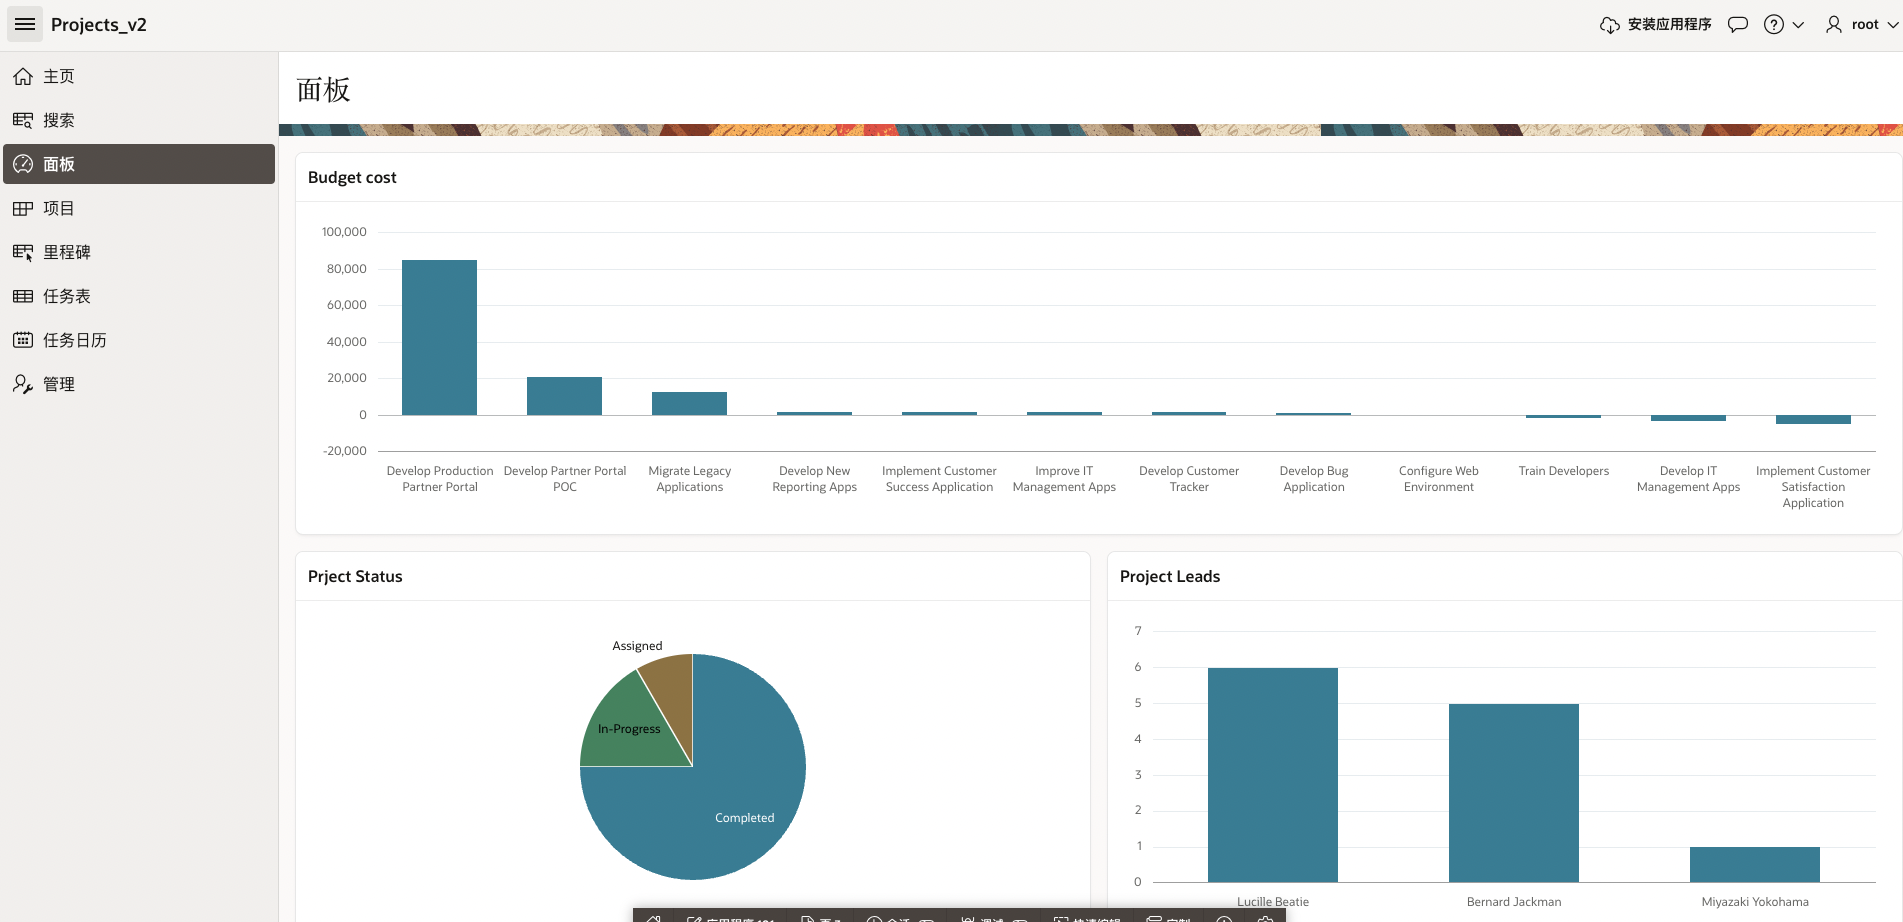 Projects_v2
安装应用程序
root
主页
搜索
面板
项目
里程碑
任务表
任务日历
管理
面板
Budget cost
100,000
80,000
60,000
40,000
20,000
0
-20,000
Develop Production
Partner Portal
Develop Partner Portal
POC
Migrate Legacy
Applications
Develop New
Reporting Apps
Implement Customer
Success Application
Improve IT
Management Apps
Develop Customer
Tracker
Develop Bug
Application
Configure Web
Environment
Train Developers
Develop IT
Management Apps
Implement Customer
Satisfaction
Application
Prject Status
Assigned
In-Progress
Completed
Project Leads
7
6
5
4
3
2
1
0
Lucille Beatie
Bernard Jackman
Miyazaki Yokohama